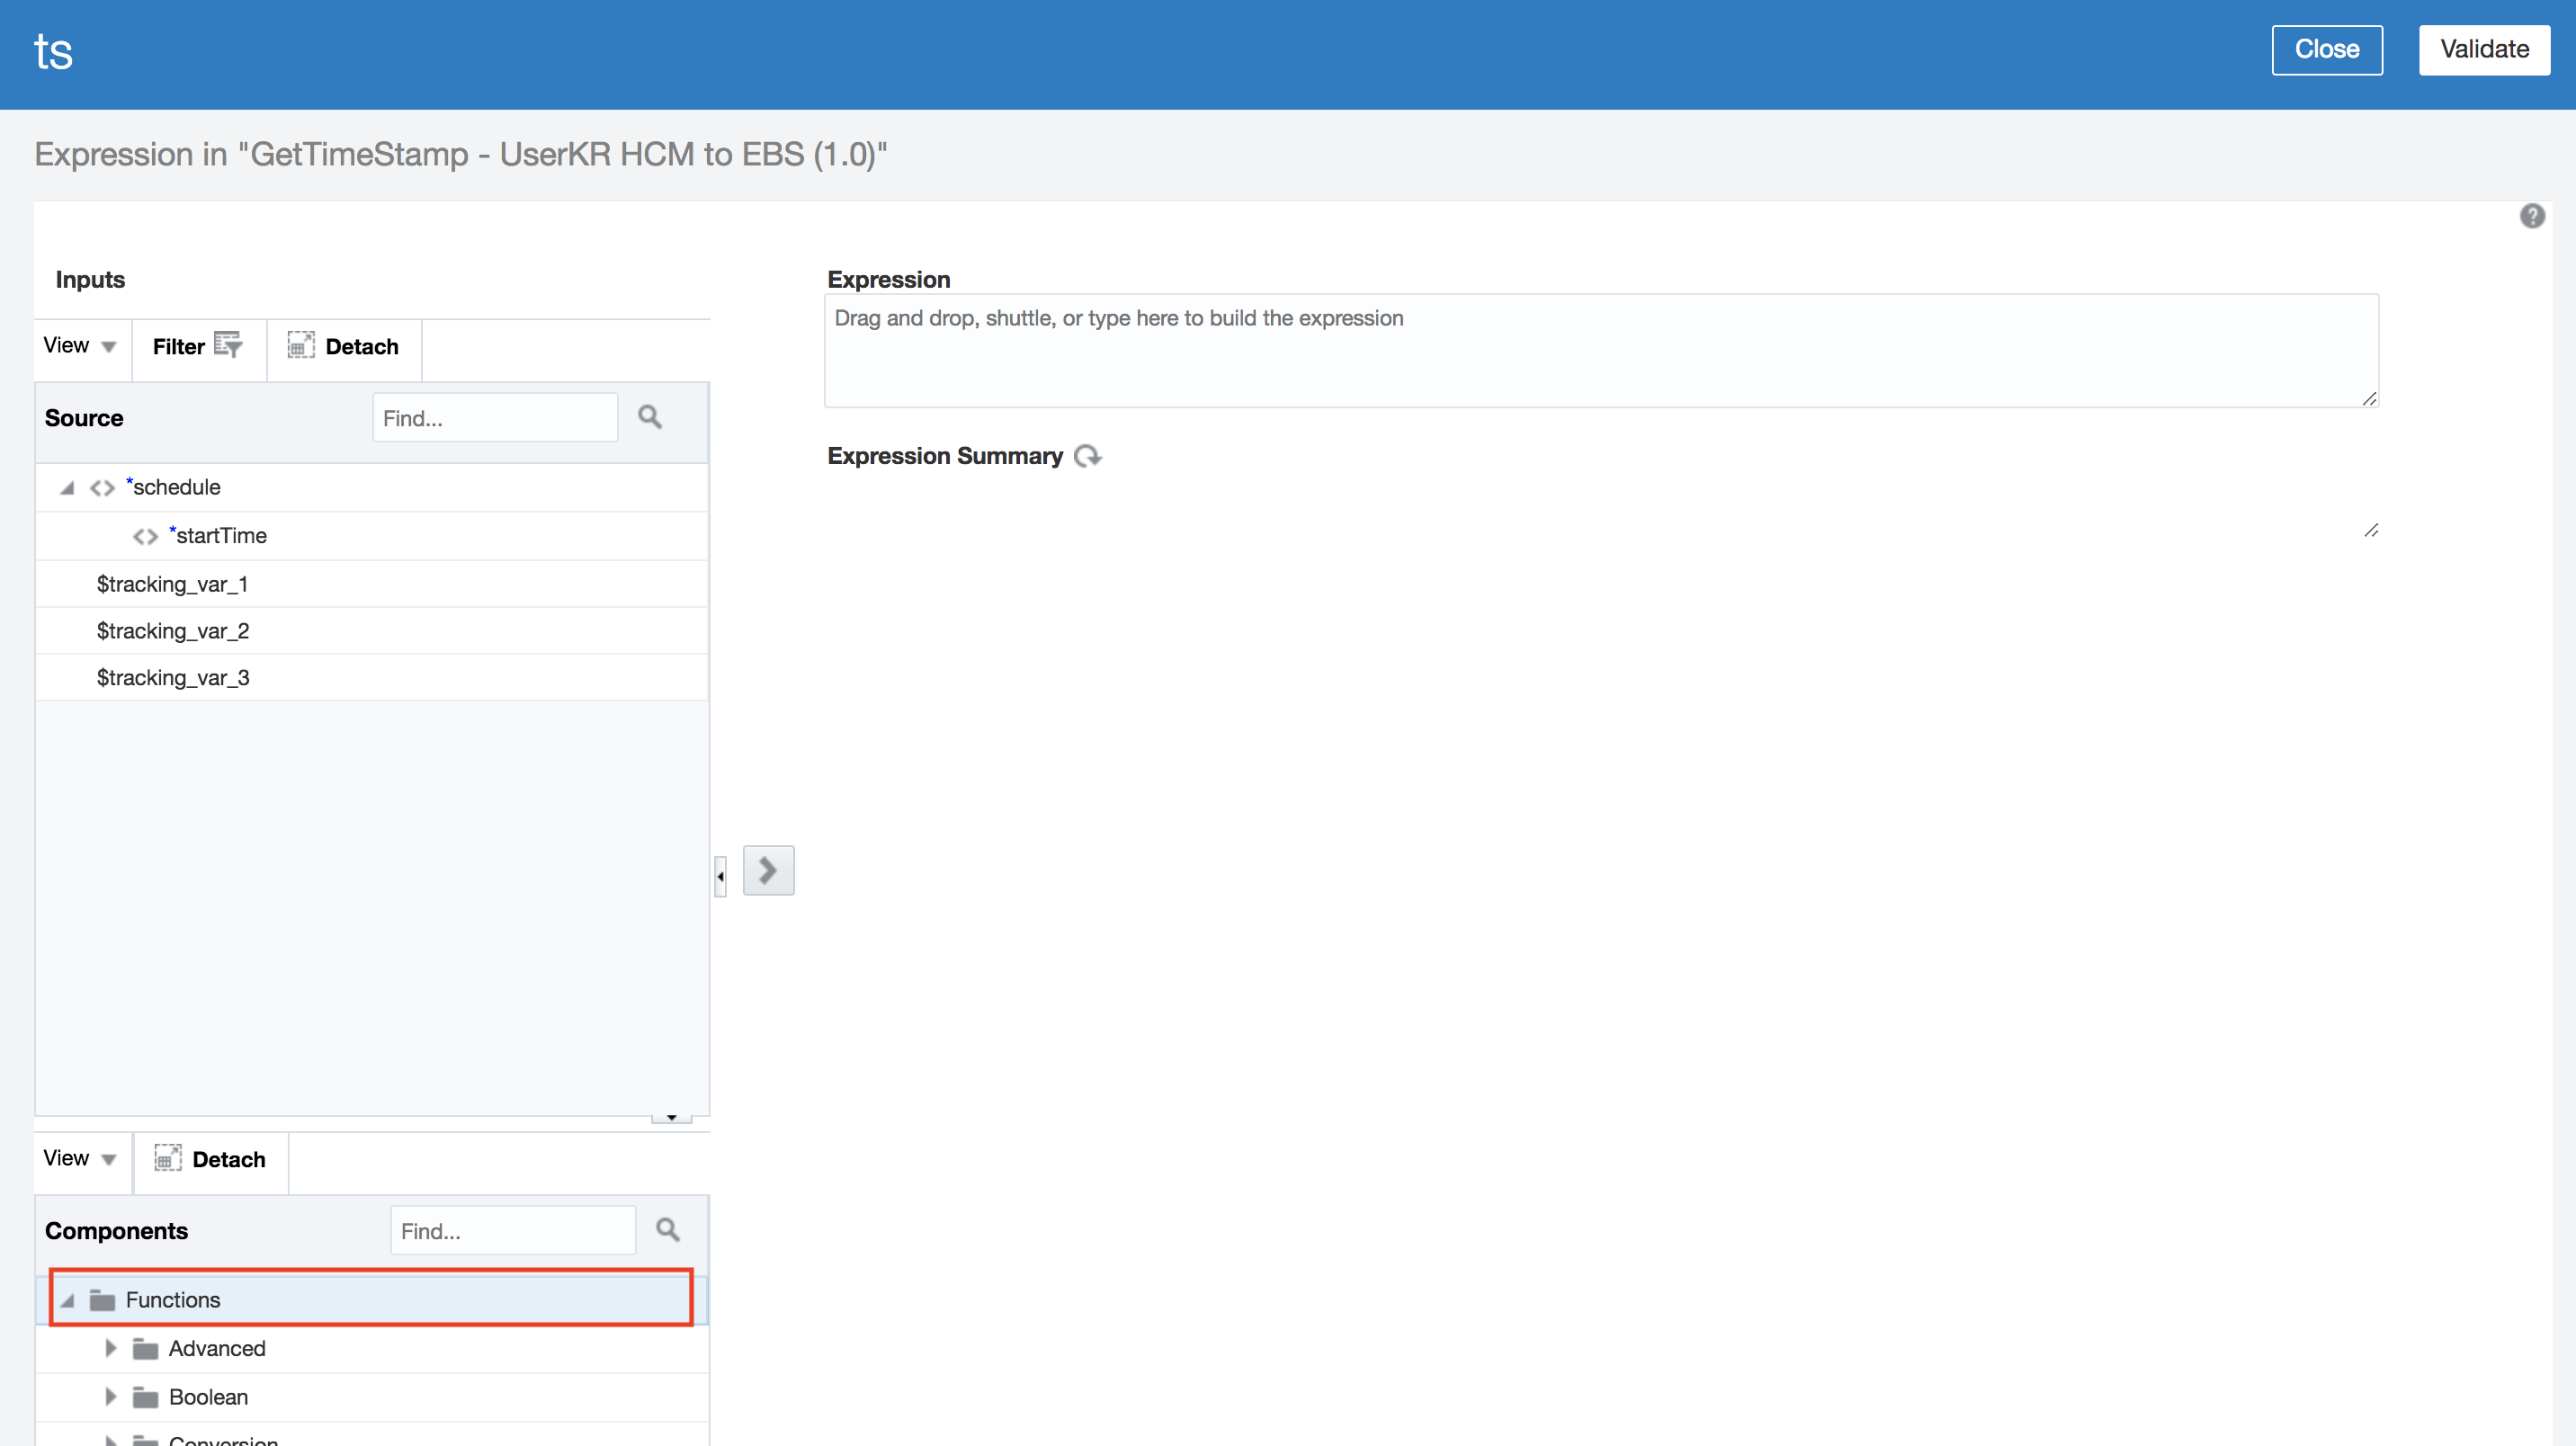 ts
Close
Validate
Expression in "GetTimeStamp - UserKR HCM to EBS (1.0)"
Inputs
View
Filter
Detach
Source
Find...
*schedule
*startTime
$tracking_var_1
$tracking_var_2
$tracking_var_3
Expression
Drag and drop, shuttle, or type here to build the expression
Expression Summary
View
Detach
Components
Find...
Functions
Advanced
Boolean
Conversion